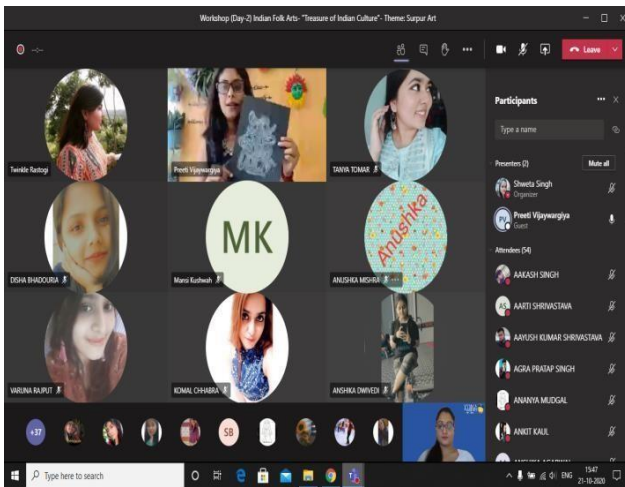 Workshop (Day-2) Indian Folk Arts- "Treasure of Indian Culture"- Theme: Surpur Art
--:--
Leave
Participants
Type a name
Presenters (2)
Mute all
Shweta Singh
Organizer
PV
Preeti Vijaywargiya
Guest
Attendees (54)
AAKASH SINGH
AS
AARTI SHRIVASTAVA
AAYUSH KUMAR SHRIVASTAVA
AGRA PRATAP SINGH
ANANYA MUDGAL
ANKIT KAUL
Twinkle Rastogi
Preeti Vijaywargiya
TANYA TOMAR
DISHA BHADOURIA
MK
Mansi Kushwah
Anushka
ANUSHKA MISHRA
VARUNA RAJPUT
KOMAL CHHABRA
ANSHIKA DWIVEDI
+37
SB
Type here to search
ENG
15:47
21-10-2020